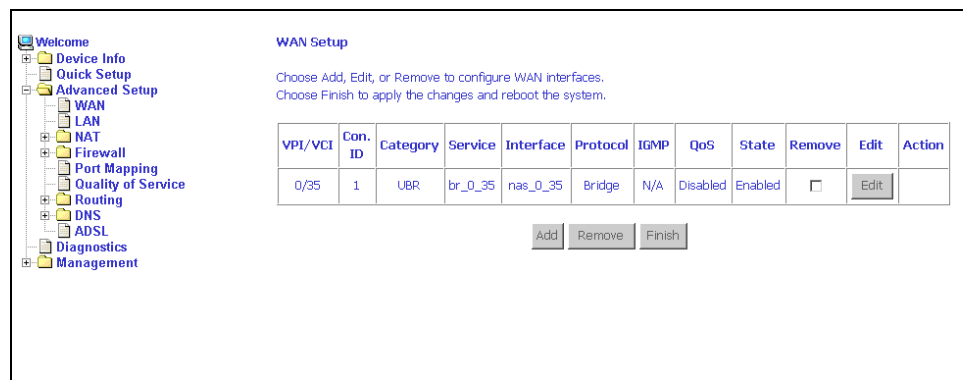 Welcome
Device Info
Quick Setup
Advanced Setup
WAN
LAN
NAT
Firewall
Port Mapping
Quality of Service
Routing
DNS
ADSL
Diagnostics
Management
WAN Setup
Choose Add, Edit, or Remove to configure WAN interfaces.
Choose Finish to apply the changes and reboot the system.
VPI/VCI Con. ID Category Service Interface Protocol IGMP QoS State Remove Edit Action
0/35 1 UBR br_0_35 nas_0_35 Bridge N/A Disabled Enabled Edit
Add Remove Finish